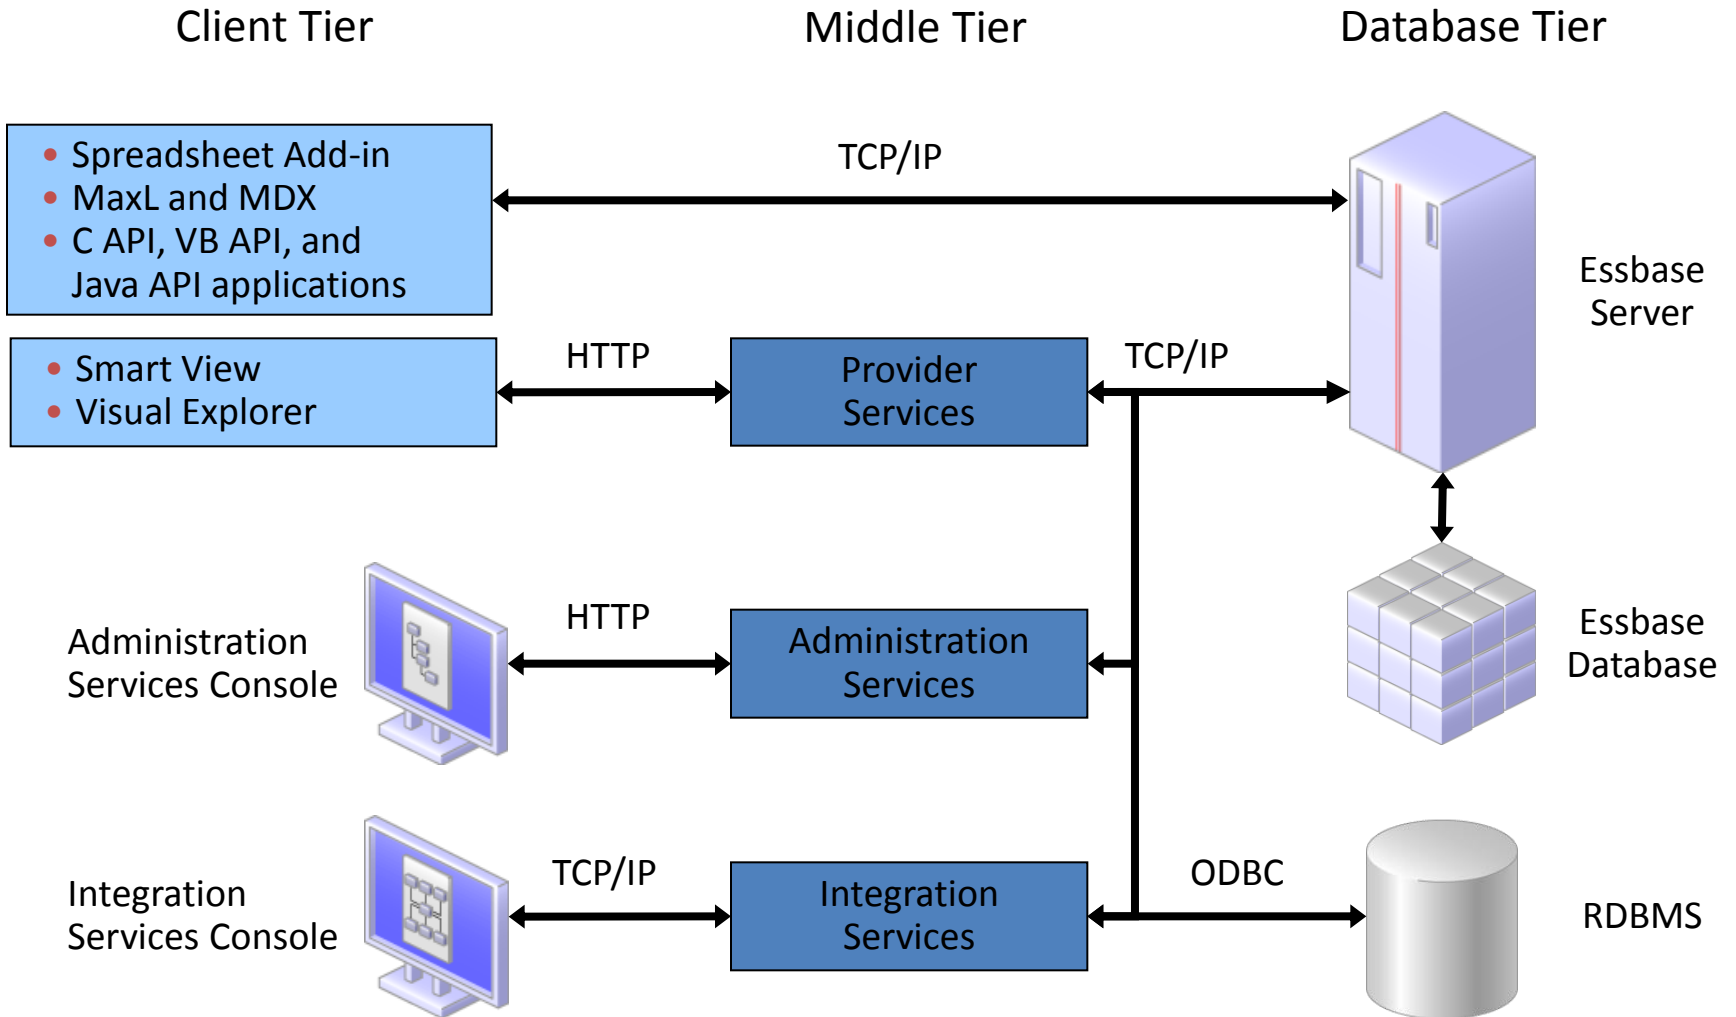 Client Tier
Middle Tier
Database Tier
• Spreadsheet Add-in
• MaxL and MDX
• C API, VB API, and
Java API applications
TCP/IP
Essbase
Server
• Smart View
• Visual Explorer
HTTP
Provider
Services
TCP/IP
Administration
Services Console
HTTP
Administration
Services
Essbase
Database
Integration
Services Console
TCP/IP
Integration
Services
ODBC
RDBMS